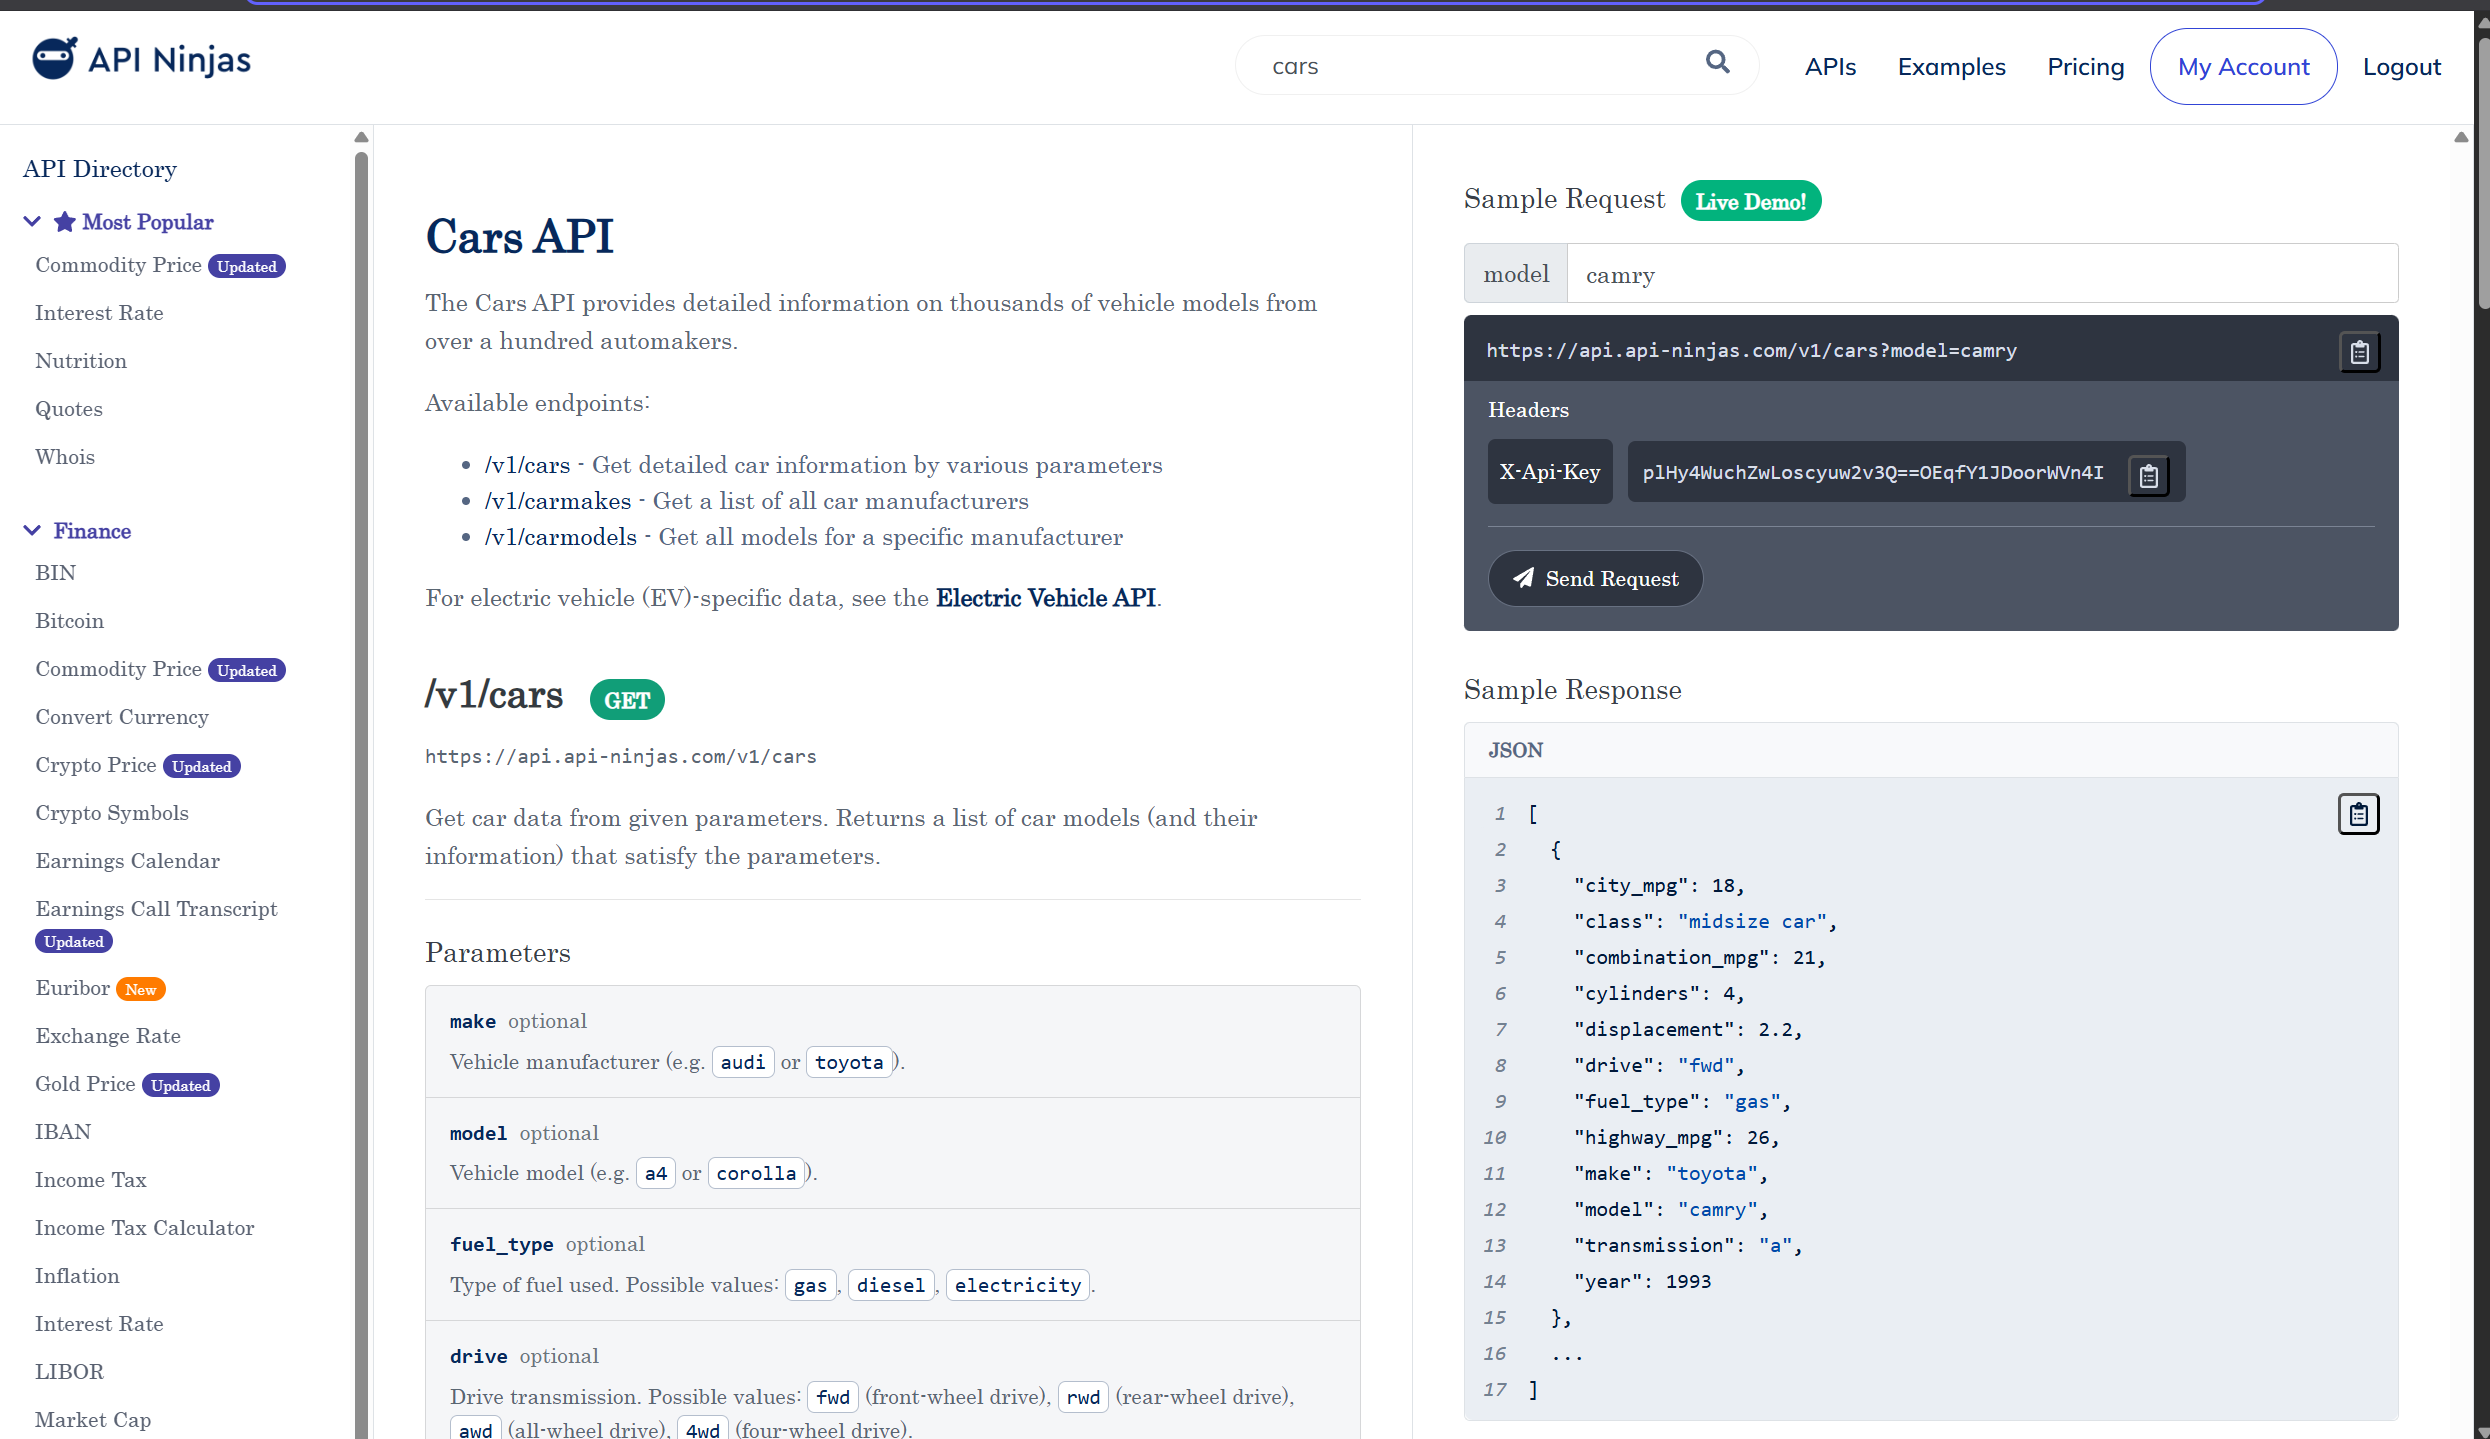 API Ninjas
cars
APIs
Examples
Pricing
My Account
Logout
API Directory
Most Popular
Commodity Price Updated
Interest Rate
Nutrition
Quotes
Whois
Finance
BIN
Bitcoin
Commodity Price Updated
Convert Currency
Crypto Price Updated
Crypto Symbols
Earnings Calendar
Earnings Call Transcript
Updated
Euribor New
Exchange Rate
Gold Price Updated
IBAN
Income Tax
Income Tax Calculator
Inflation
Interest Rate
LIBOR
Market Cap
Cars API
The Cars API provides detailed information on thousands of vehicle models from
over a hundred automakers.
Available endpoints:
• /v1/cars - Get detailed car information by various parameters
• /v1/carmakes - Get a list of all car manufacturers
• /v1/carmodels - Get all models for a specific manufacturer
For electric vehicle (EV)-specific data, see the Electric Vehicle API.
/v1/cars GET
https://api.api-ninjas.com/v1/cars
Get car data from given parameters. Returns a list of car models (and their
information) that satisfy the parameters.
Parameters
make optional
Vehicle manufacturer (e.g. audi or toyota).
model optional
Vehicle model (e.g. a4 or corolla).
fuel_type optional
Type of fuel used. Possible values: gas, diesel, electricity.
drive optional
Drive transmission. Possible values: fwd (front-wheel drive), rwd (rear-wheel drive),
awd (all-wheel drive), 4wd (four-wheel drive).
Sample Request Live Demo!
model camry
https://api.api-ninjas.com/v1/cars?model=camry
Headers
X-Api-Key plHy4WuchZwLoscyuw2v3Q==OEqfY1JDoorWVn4I
Send Request
Sample Response
JSON
1 [
2 {
3 "city_mpg": 18,
4 "class": "midsize car",
5 "combination_mpg": 21,
6 "cylinders": 4,
7 "displacement": 2.2,
8 "drive": "fwd",
9 "fuel_type": "gas",
10 "highway_mpg": 26,
11 "make": "toyota",
12 "model": "camry",
13 "transmission": "a",
14 "year": 1993
15 },
16 ...
17 ]